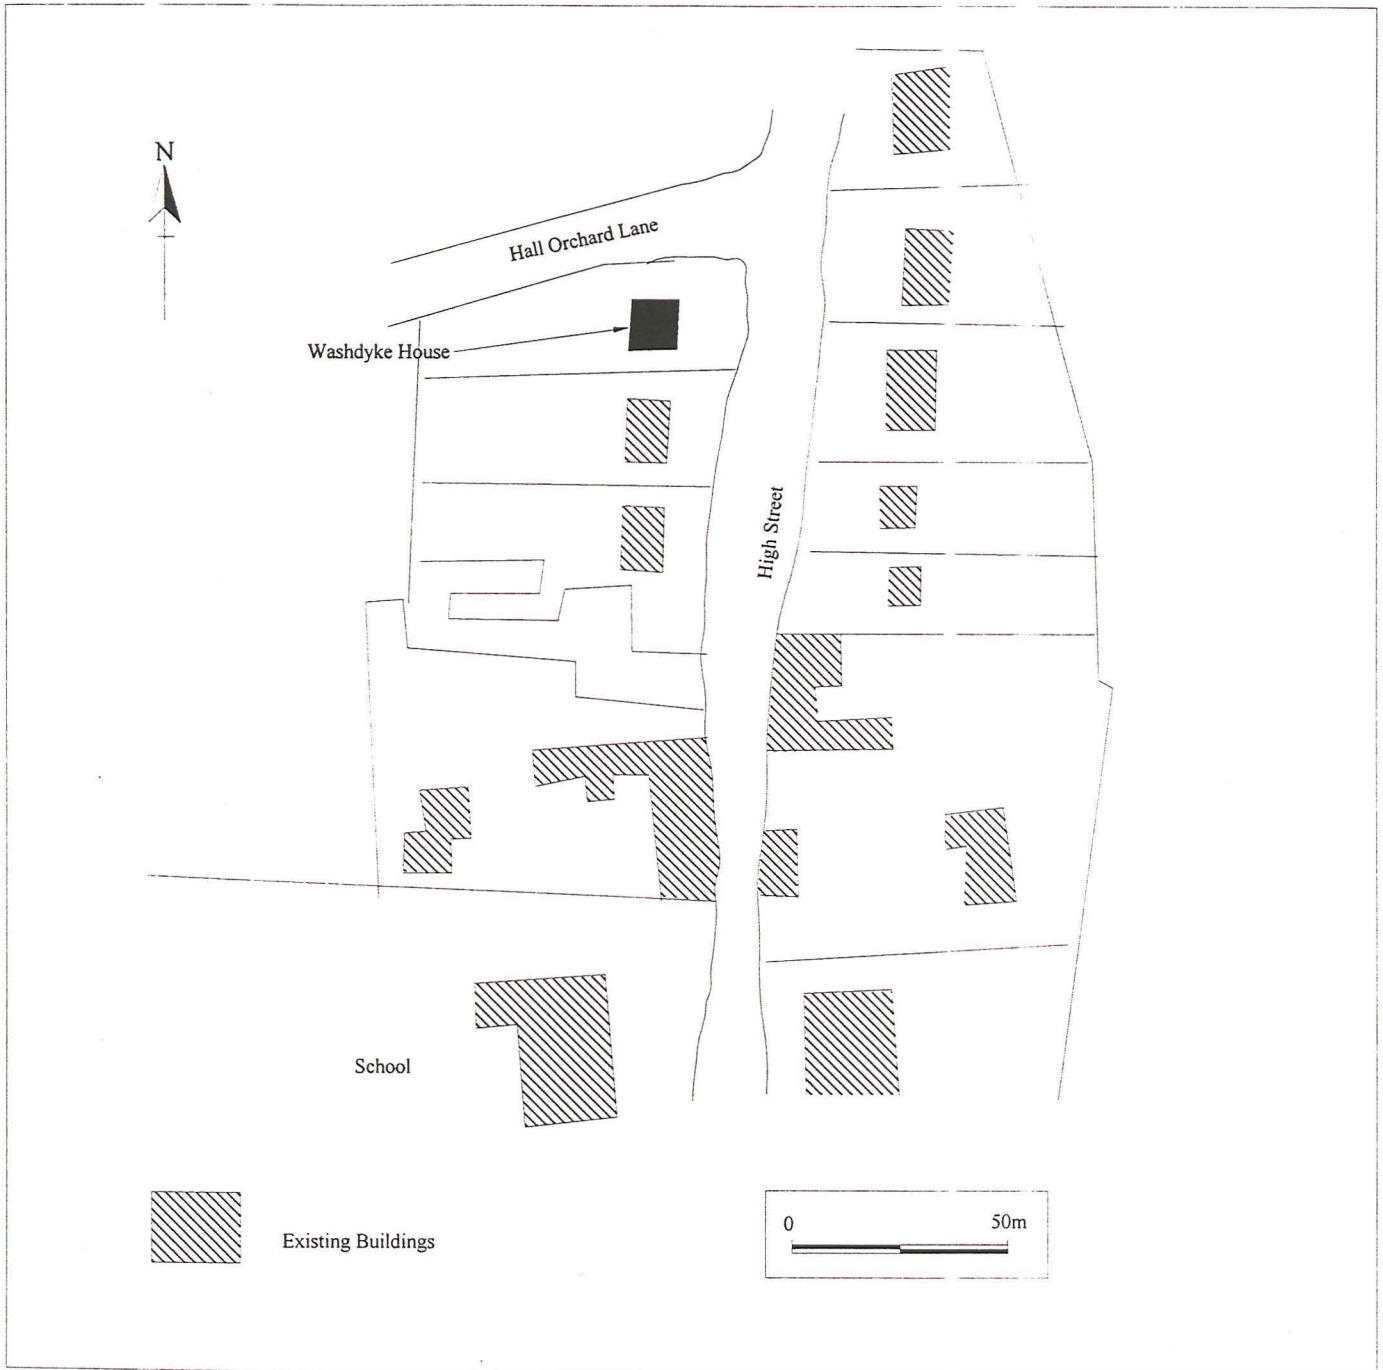 N
Hall Orchard Lane
Washdyke House
High Street
School
Existing Buildings
0 50m